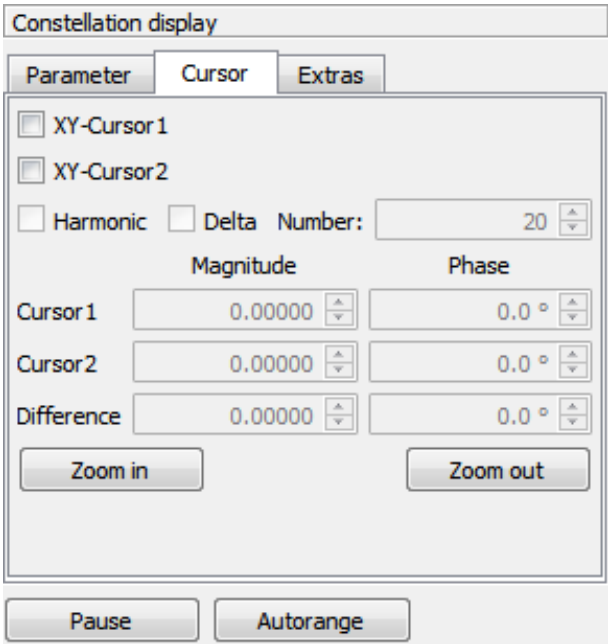 Constellation display
Parameter Cursor Extras
XY-Cursor1
XY-Cursor2
Harmonic Delta Number: 20
Magnitude Phase
Cursor1 0.00000 0.0 °
Cursor2 0.00000 0.0 °
Difference 0.00000 0.0 °
Zoom in Zoom out
Pause Autorange